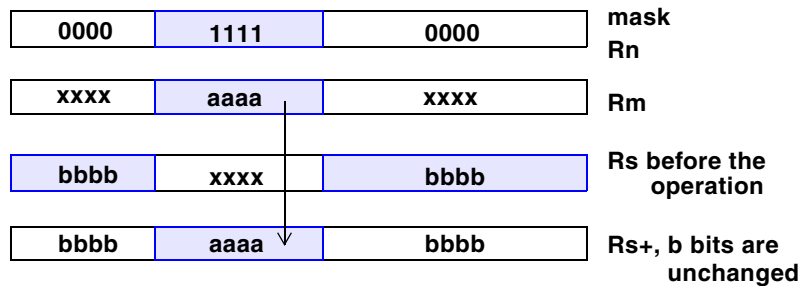 0000 1111 0000 mask
Rn
xxxx aaaa xxxx Rm
bbbb xxxx bbbb Rs before the
operation
bbbb aaaa bbbb Rs+, b bits are
unchanged